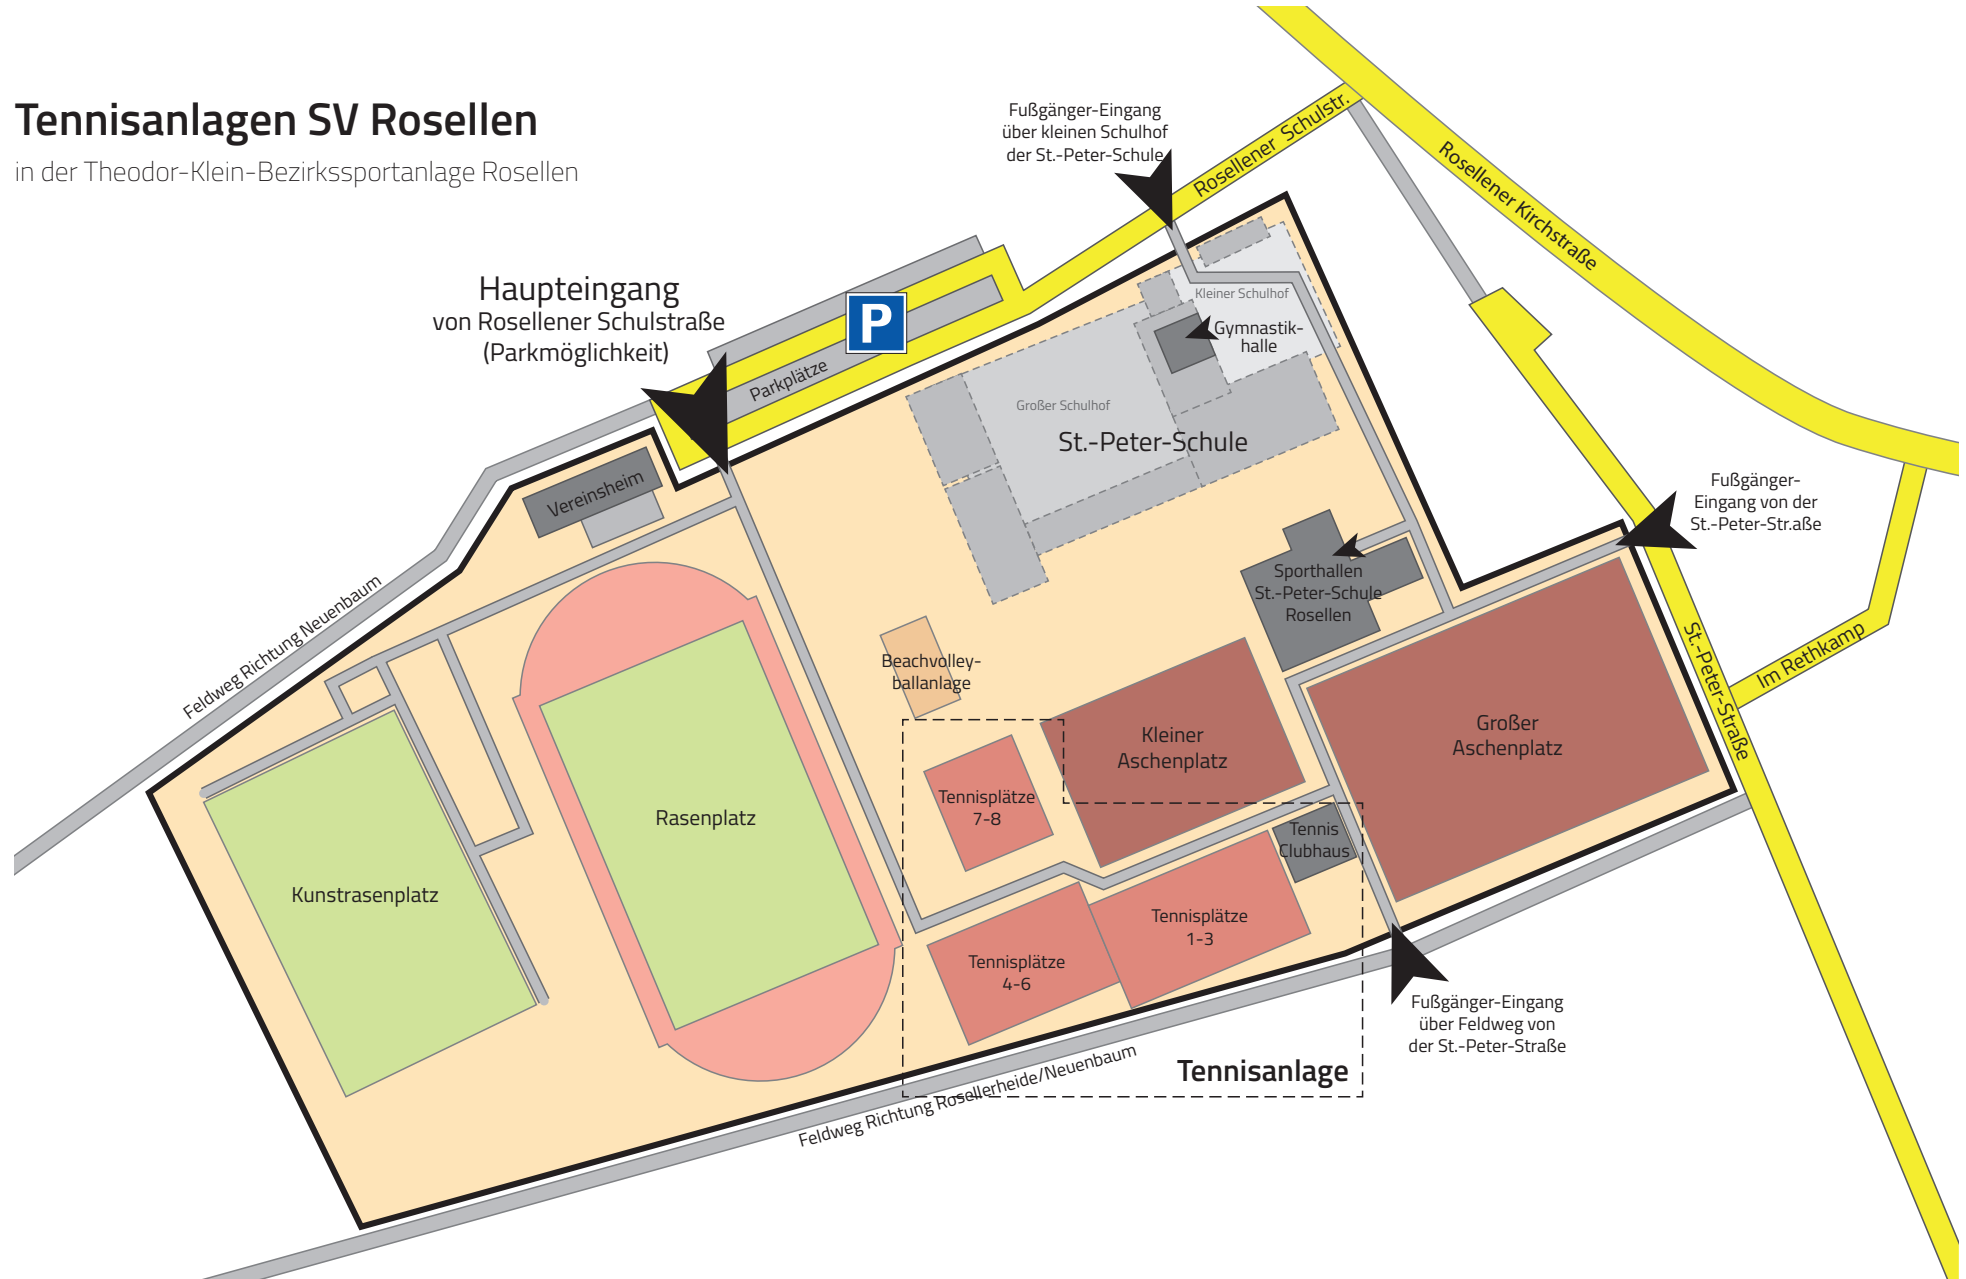 Tennisanlagen SV Rosellen
in der Theodor-Klein-Bezirkssportanlage Rosellen
Fußgänger-Eingang
über kleinen Schulhof
der St.-Peter-Schule
Rosellener Schulstr.
Rosellener Kirchstraße
Haupteingang
von Rosellener Schulstraße
(Parkmöglichkeit)
P
Parkplätze
Kleiner Schulhof
Gymnastik-
halle
Großer Schulhof
St.-Peter-Schule
Vereinsheim
Fußgänger-
Eingang von der
St.-Peter-Str.aße
Feldweg Richtung Neuenbaum
Sporthallen
St.-Peter-Schule
Rosellen
Beachvolley-
ballanlage
St.-Peter-Straße
Im Rethkamp
Kleiner
Aschenplatz
Großer
Aschenplatz
Tennisplätze
7-8
Rasenplatz
Tennis
Clubhaus
Kunstrasenplatz
Tennisplätze
1-3
Tennisplätze
4-6
Fußgänger-Eingang
über Feldweg von
der St.-Peter-Straße
Tennisanlage
Feldweg Richtung Rosellerheide/Neuenbaum